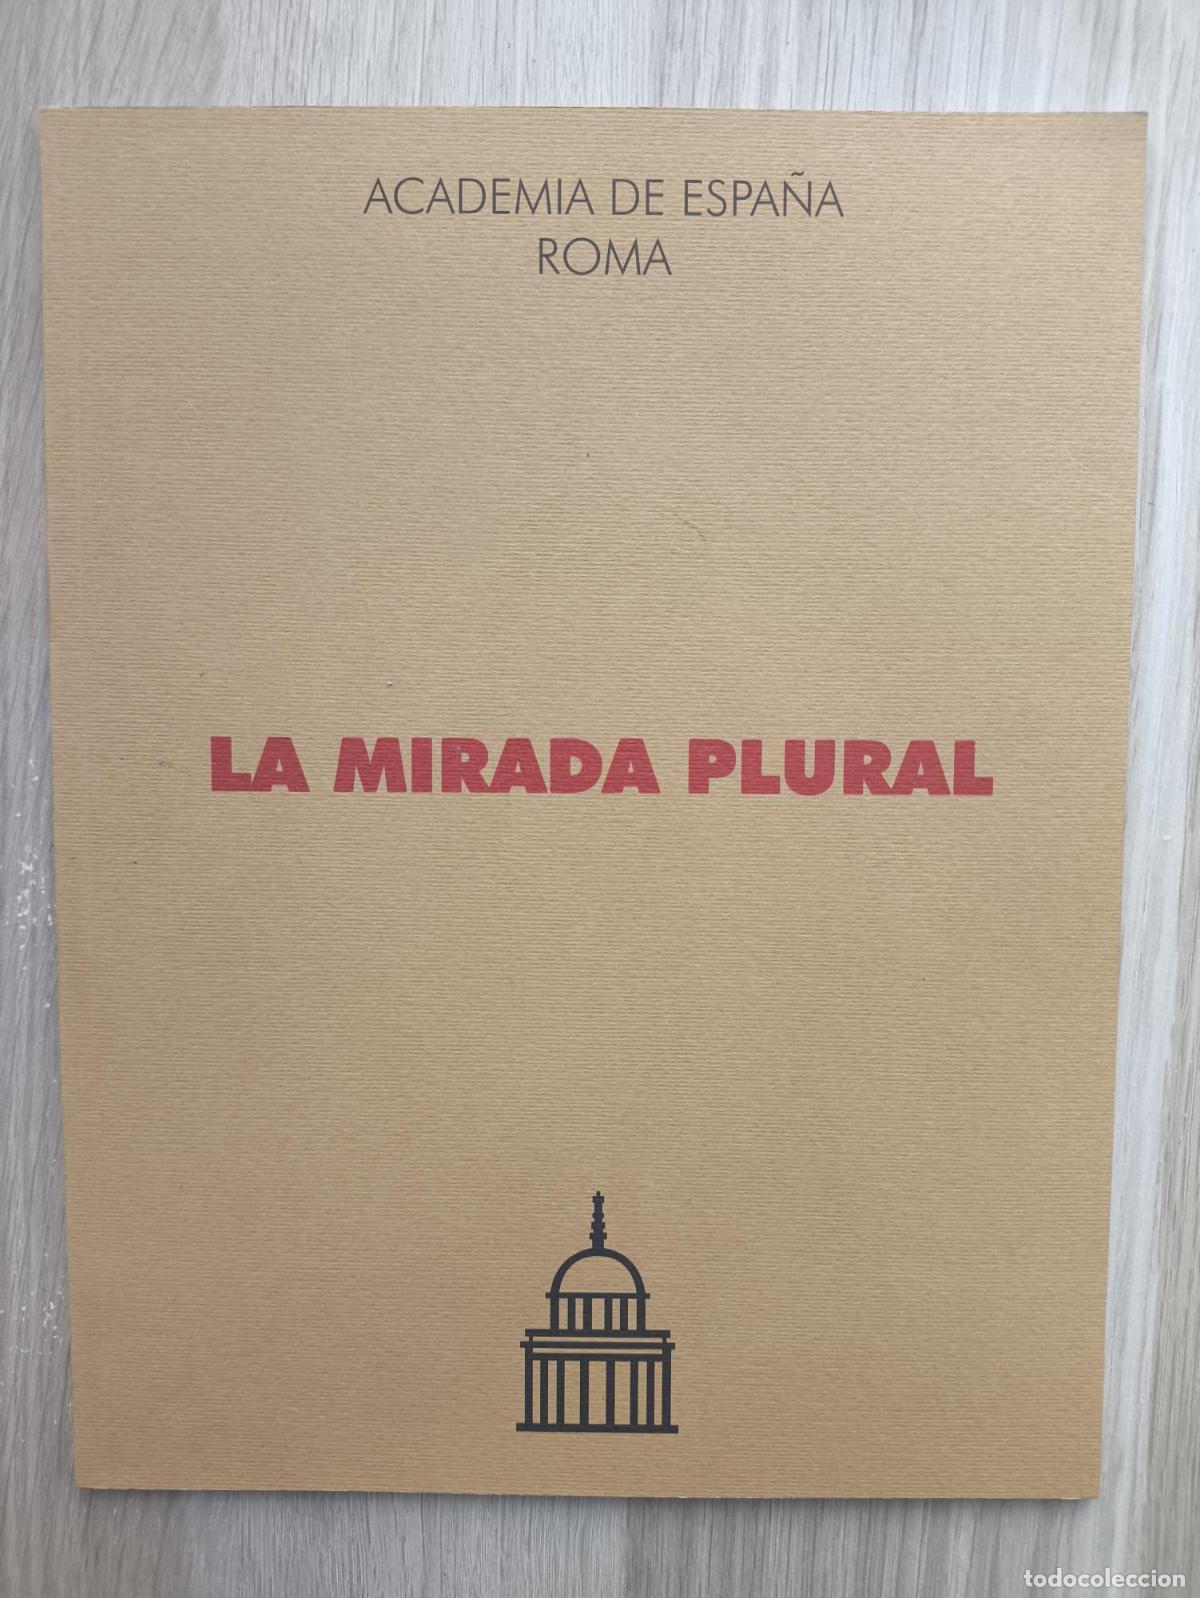 ACADEMIA DE ESPAÑA
ROMA
LA MIRADA PLURAL
todocoleccion